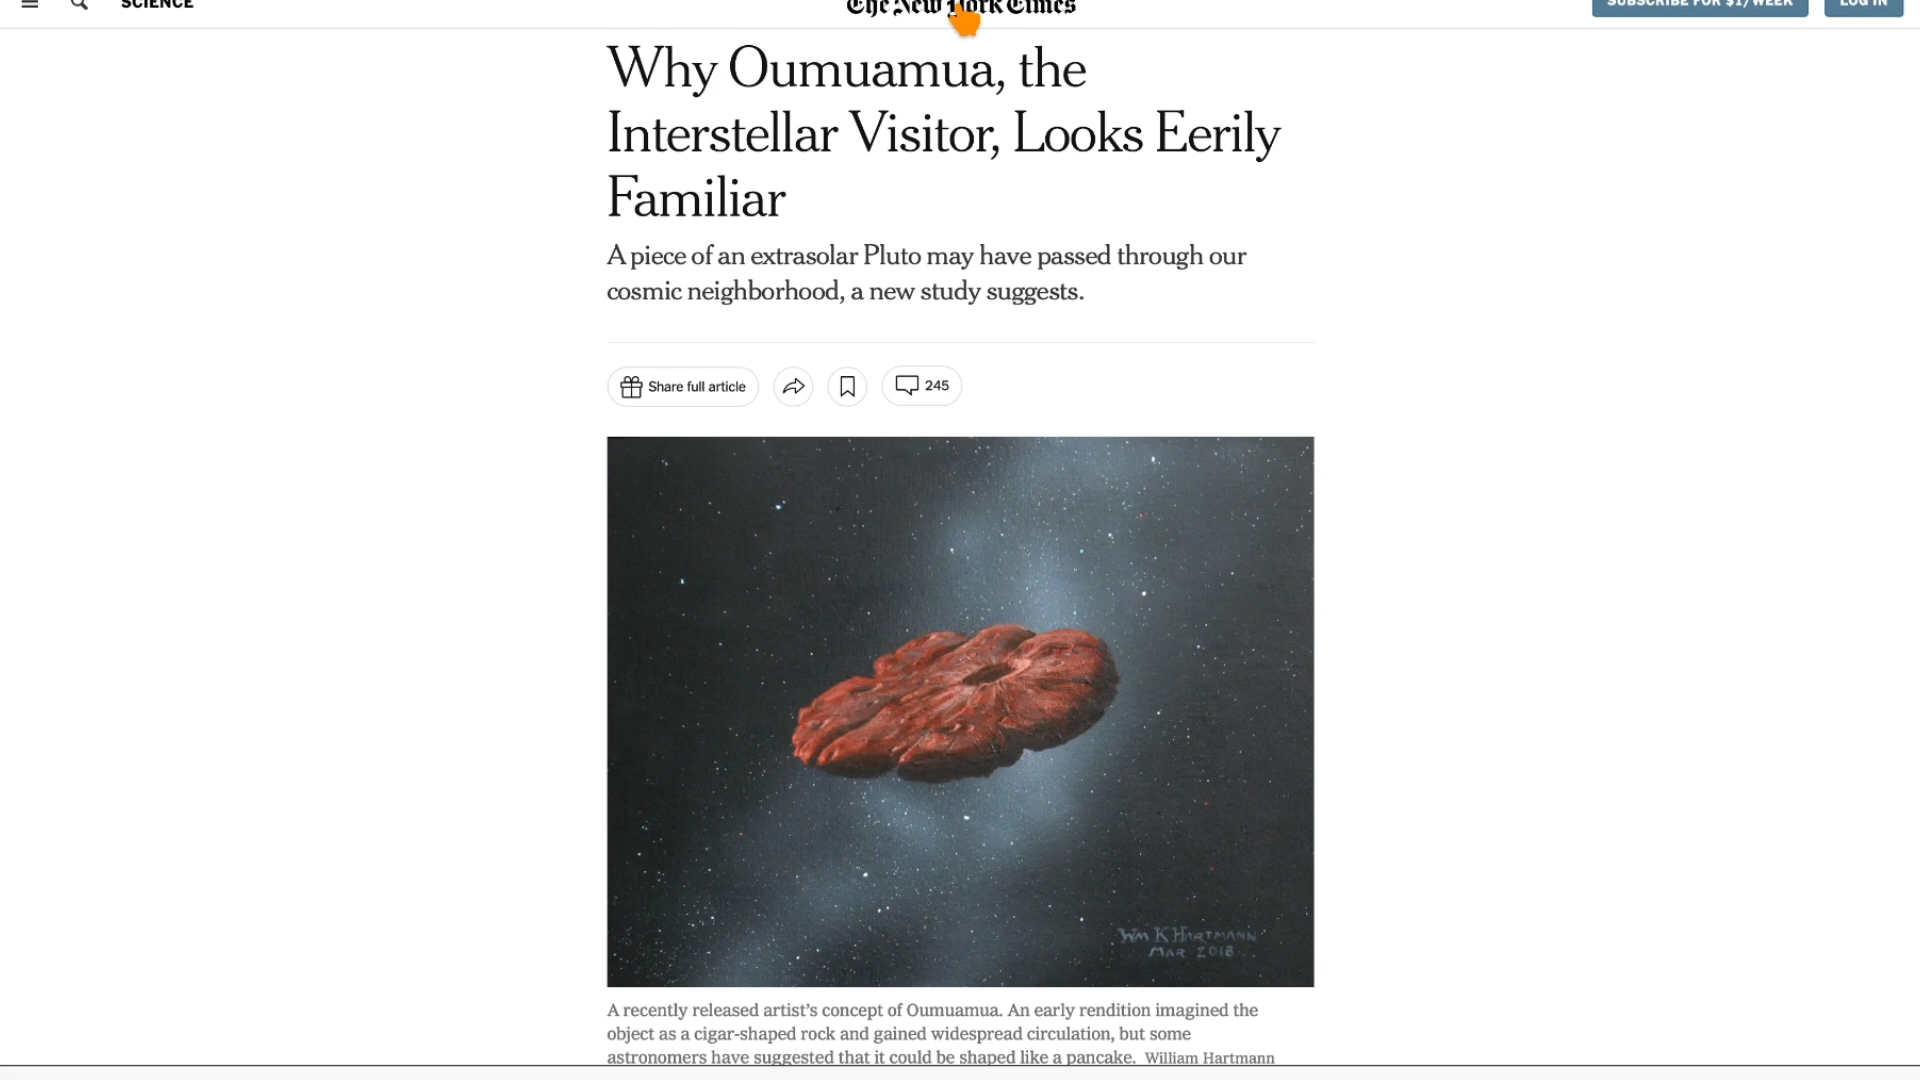 SCIENCE
The New York Times
SUBSCRIBE FOR $1/WEEK
LOG IN
Why Oumuamua, the
Interstellar Visitor, Looks Eerily
Familiar
A piece of an extrasolar Pluto may have passed through our
cosmic neighborhood, a new study suggests.
Share full article
245
Wm K Hartmann
Mar 2018
A recently released artist's concept of Oumuamua. An early rendition imagined the
object as a cigar-shaped rock and gained widespread circulation, but some
astronomers have suggested that it could be shaped like a pancake. William Hartmann